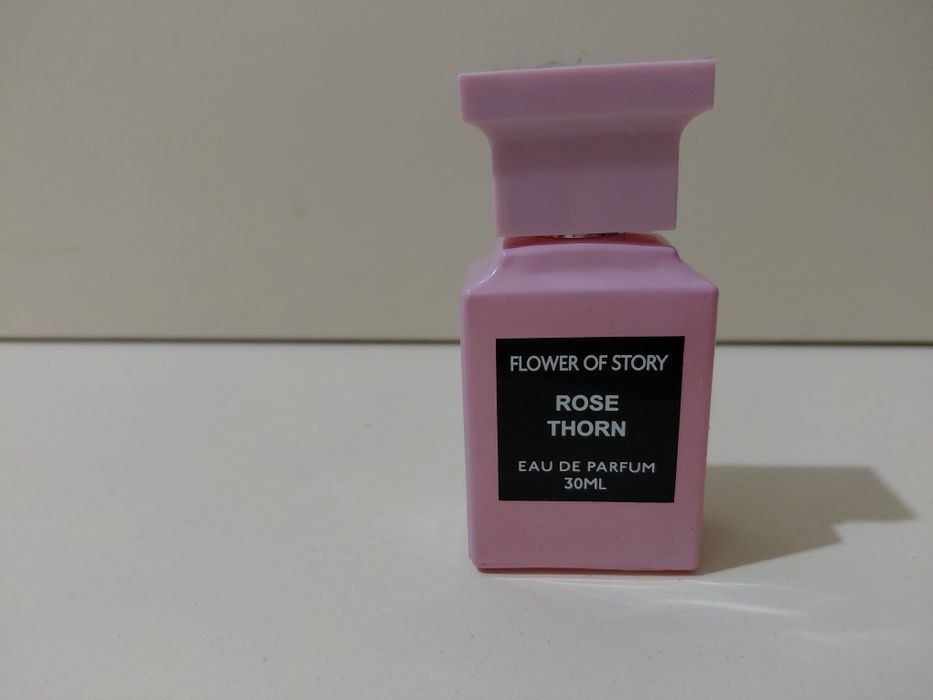 FLOWER OF STORY
ROSE
THORN
EAU DE PARFUM
30ML